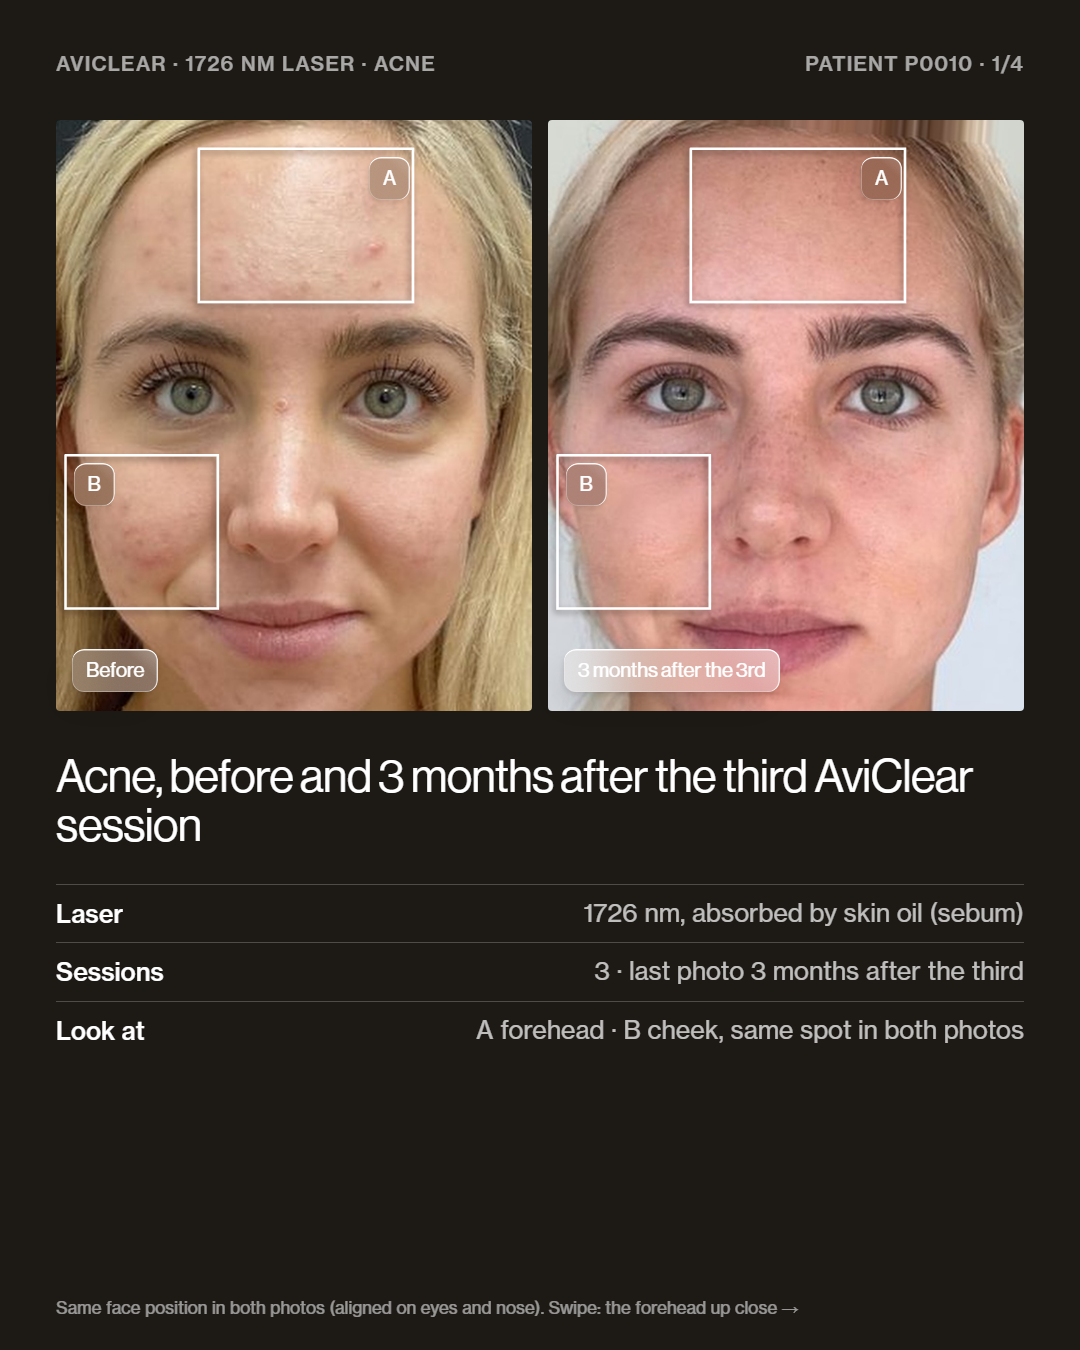 AVICLEAR · 1726 NM LASER · ACNE
PATIENT P0010 · 1/4
A
A
B
B
Before
3 months after the 3rd
Acne, before and 3 months after the third AviClear
session
Laser
1726 nm, absorbed by skin oil (sebum)
Sessions
3 · last photo 3 months after the third
Look at
A forehead · B cheek, same spot in both photos
Same face position in both photos (aligned on eyes and nose). Swipe: the forehead up close →